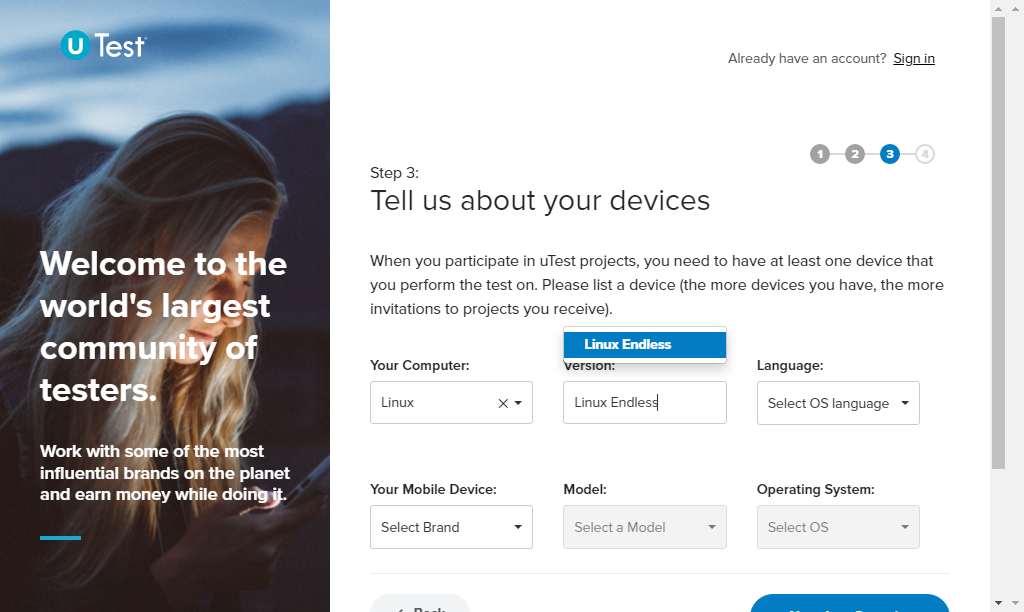 U Test
Already have an account? Sign in
1 2 3 4
Step 3:
Tell us about your devices
Welcome to the
world's largest
community of
testers.
Work with some of the most
influential brands on the planet
and earn money while doing it.
When you participate in uTest projects, you need to have at least one device that
you perform the test on. Please list a device (the more devices you have, the more
invitations to projects you receive).
Linux Endless
Your Computer: Version: Language:
Linux Linux Endless Select OS language
Your Mobile Device: Model: Operating System:
Select Brand Select a Model Select OS
Back